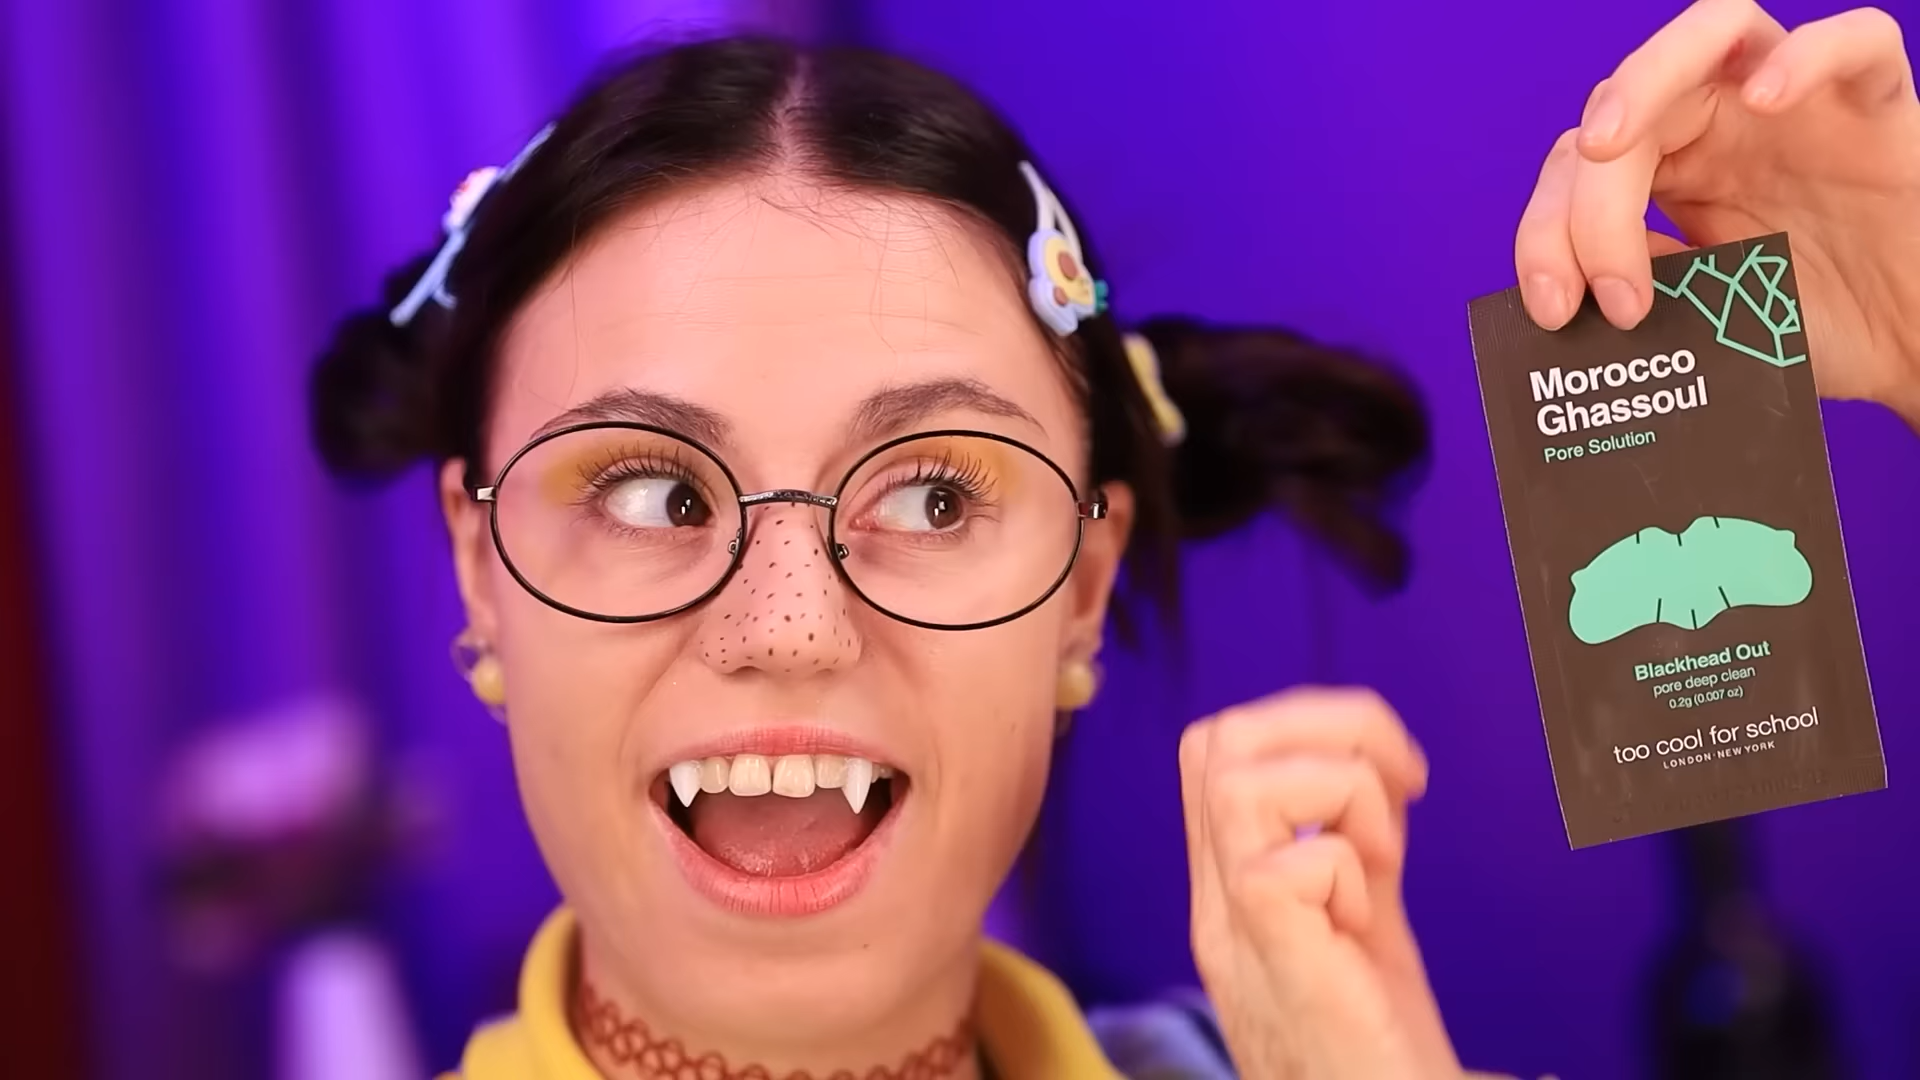 Morocco
Ghassoul
Pore Solution
Blackhead Out
pore deep clean
0.2g (0.007 oz)
too cool for school
LONDON·NEW YORK